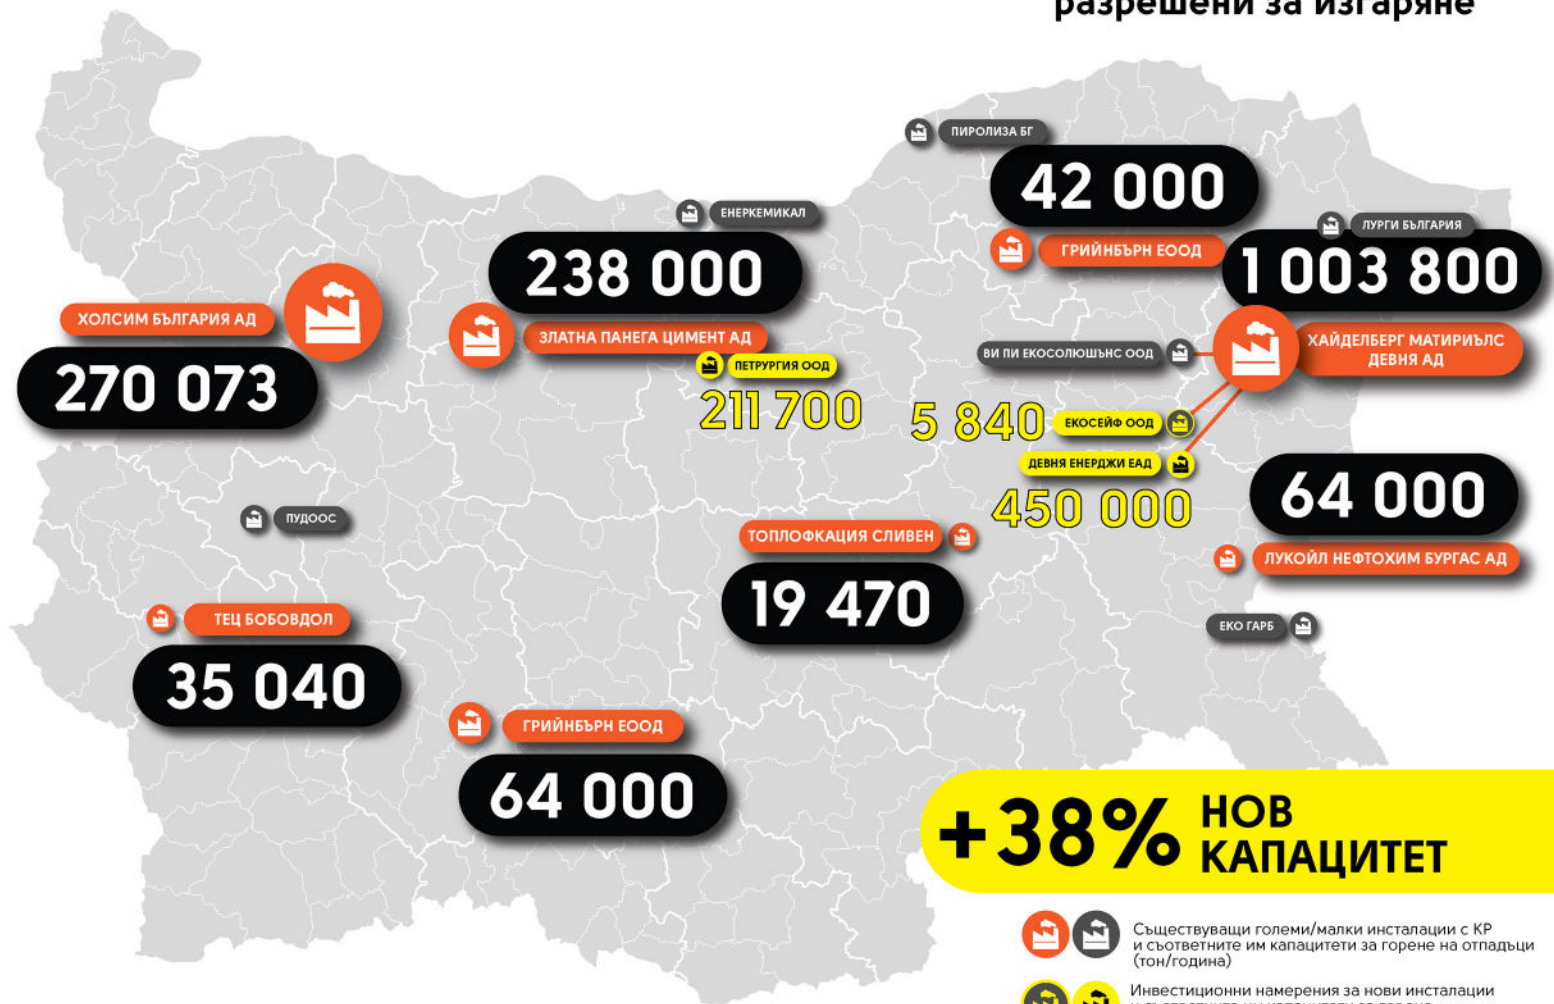 разрешени за изгаряне
ПИРОЛИЗА БГ
42 000
ГРИЙНБЪРН ЕООД
ЕНЕРКЕМИКАЛ
238 000
ЗЛАТНА ПАНЕГА ЦИМЕНТ АД
ЛУРГИ БЪЛГАРИЯ
1 003 800
ХАЙДЕЛБЕРГ МАТИРИЪЛС
ДЕВНЯ АД
ХОЛСИМ БЪЛГАРИЯ АД
270 073
ПЕТРУРГИЯ ООД
211 700
ВИ ПИ ЕКОСОЛЮШЪНС ООД
5 840
ЕКОСЕЙФ ООД
ДЕВНЯ ЕНЕРДЖИ ЕАД
450 000
64 000
ЛУКОЙЛ НЕФТОХИМ БУРГАС АД
ПУДООС
ТОПЛОФКАЦИЯ СЛИВЕН
19 470
ТЕЦ БОБОВДОЛ
35 040
ЕКО ГАРБ
ГРИЙНБЪРН ЕООД
64 000
+38% НОВ
КАПАЦИТЕТ
Съществуващи големи/малки инсталации с КР
и съответните им капацитети за горене на отпадъци
(тон/година)
Инвестиционни намерения за нови инсталации